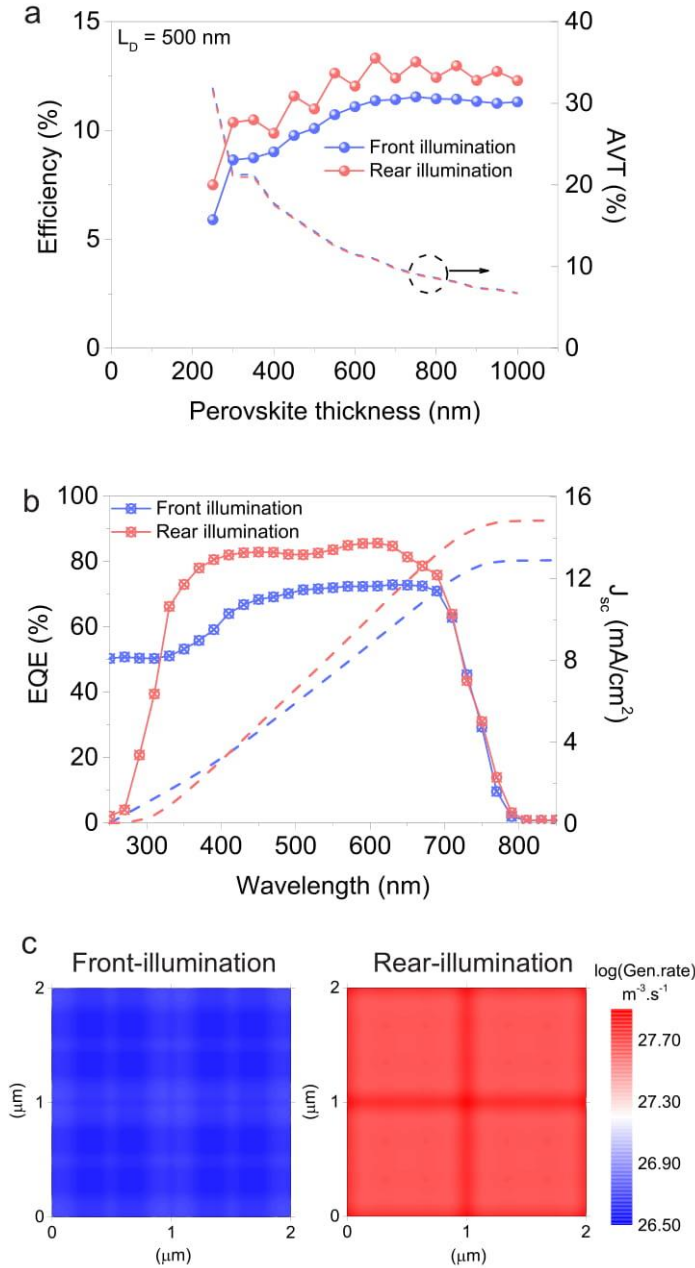 a
L_D = 500 nm
15
10
5
0
Efficiency (%)
40
30
20
10
0
AVT (%)
Front illumination
Rear illumination
0 200 400 600 800 1000
Perovskite thickness (nm)
b
Front illumination
Rear illumination
100
80
60
40
20
0
EQE (%)
16
12
8
4
0
J_sc (mA/cm²)
300 400 500 600 700 800
Wavelength (nm)
c
Front-illumination
Rear-illumination
log(Gen.rate)
m⁻³.s⁻¹
2
1
0
(μm)
0 1 2
(μm)
2
1
0
(μm)
0 1 2
(μm)
27.70
27.30
26.90
26.50